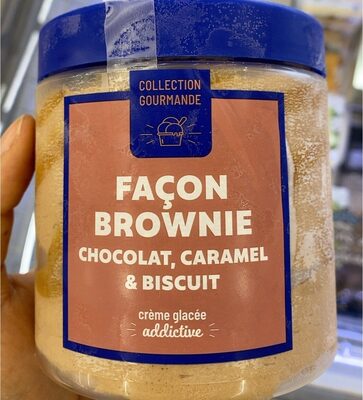 COLLECTION
GOURMANDE
FAÇON
BROWNIE
CHOCOLAT, CARAMEL
& BISCUIT
crème glacée
addictive